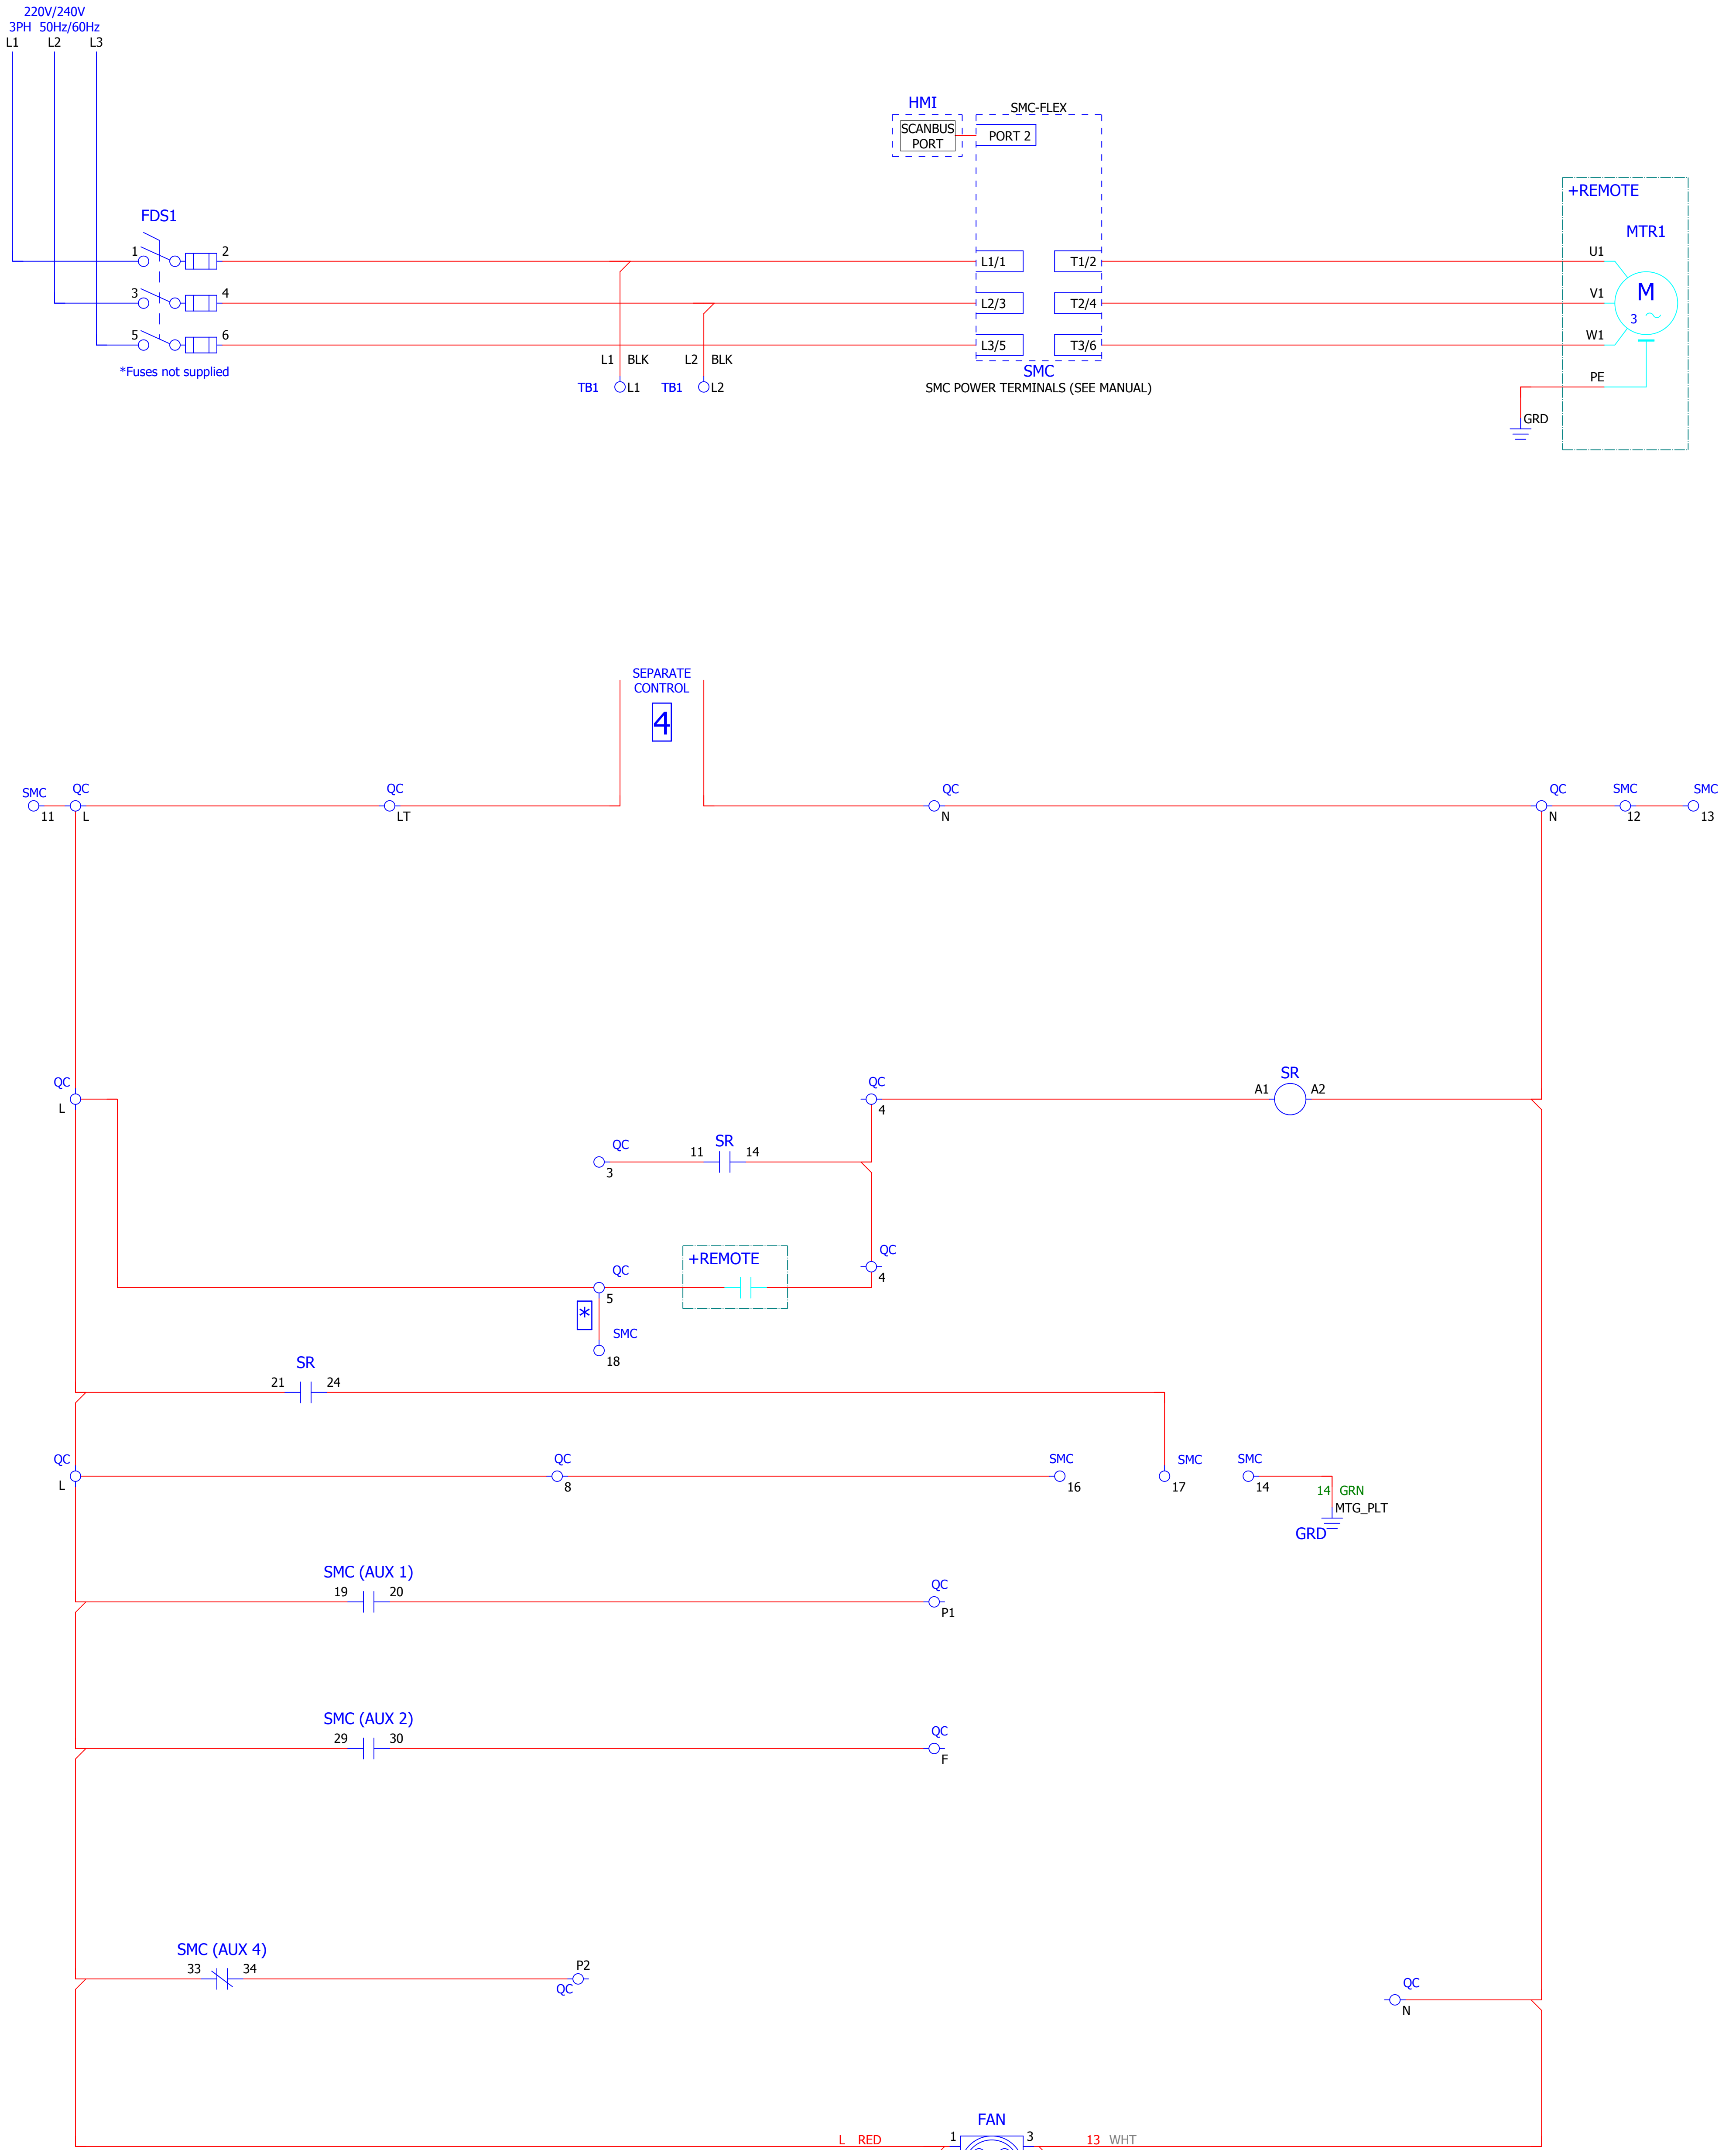 220V/240V
3PH 50Hz/60Hz
L1 L2 L3
HMI
SMC-FLEX
SCANBUS
PORT
PORT 2
+REMOTE
FDS1
MTR1
1 2
L1/1 T1/2
U1
3 4
L2/3 T2/4
V1
M
3
5 6
L3/5 T3/6
W1
*Fuses not supplied
L1 BLK
L2 BLK
TB1 L1
TB1 L2
SMC
SMC POWER TERMINALS (SEE MANUAL)
PE
GRD
SEPARATE
CONTROL
4
SMC QC QC QC QC SMC SMC
11 L LT N N 12 13
QC QC SR
L 4 A1 A2
QC SR
3 11 14
QC
4
+REMOTE
QC
5
*
SMC
18
SR
21 24
QC QC SMC SMC SMC
L 8 16 17 14
14 GRN
MTG_PLT
GRD
SMC (AUX 1)
19 20
QC
P1
SMC (AUX 2)
29 30
QC
F
SMC (AUX 4)
33 34
P2
QC
QC
N
FAN
L RED 1 3 13 WHT